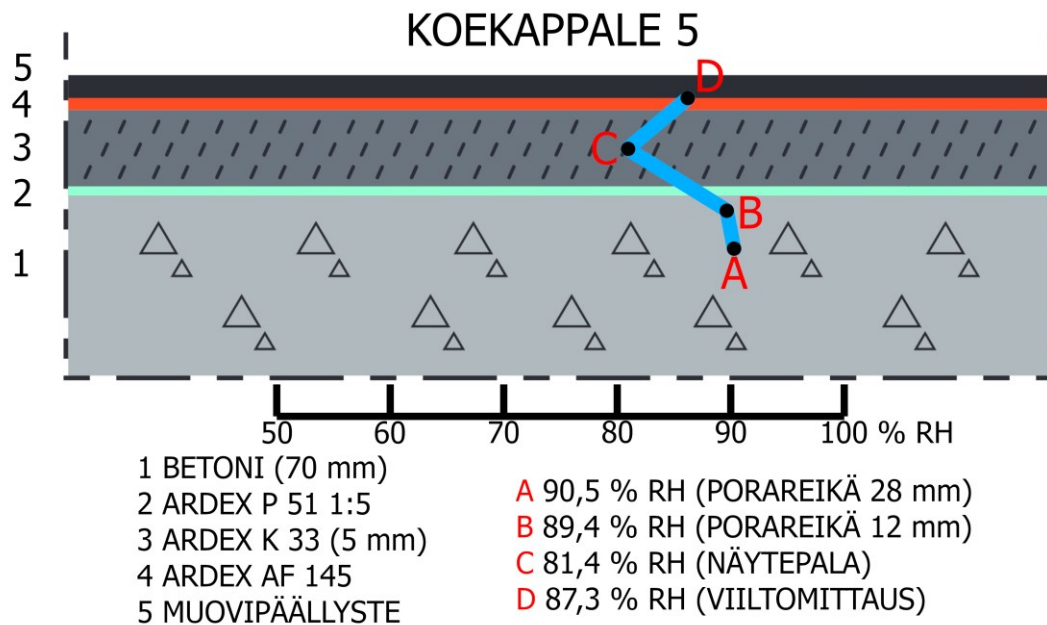 KOEKAPPALE 5
5
4
3
2
1
D
C
B
A
50 60 70 80 90 100 % RH
1 BETONI (70 mm)
2 ARDEX P 51 1:5
3 ARDEX K 33 (5 mm)
4 ARDEX AF 145
5 MUOVIPÄÄLLYSTE
A 90,5 % RH (PORAREIKÄ 28 mm)
B 89,4 % RH (PORAREIKÄ 12 mm)
C 81,4 % RH (NÄYTEPALA)
D 87,3 % RH (VIILTOMITTAUS)